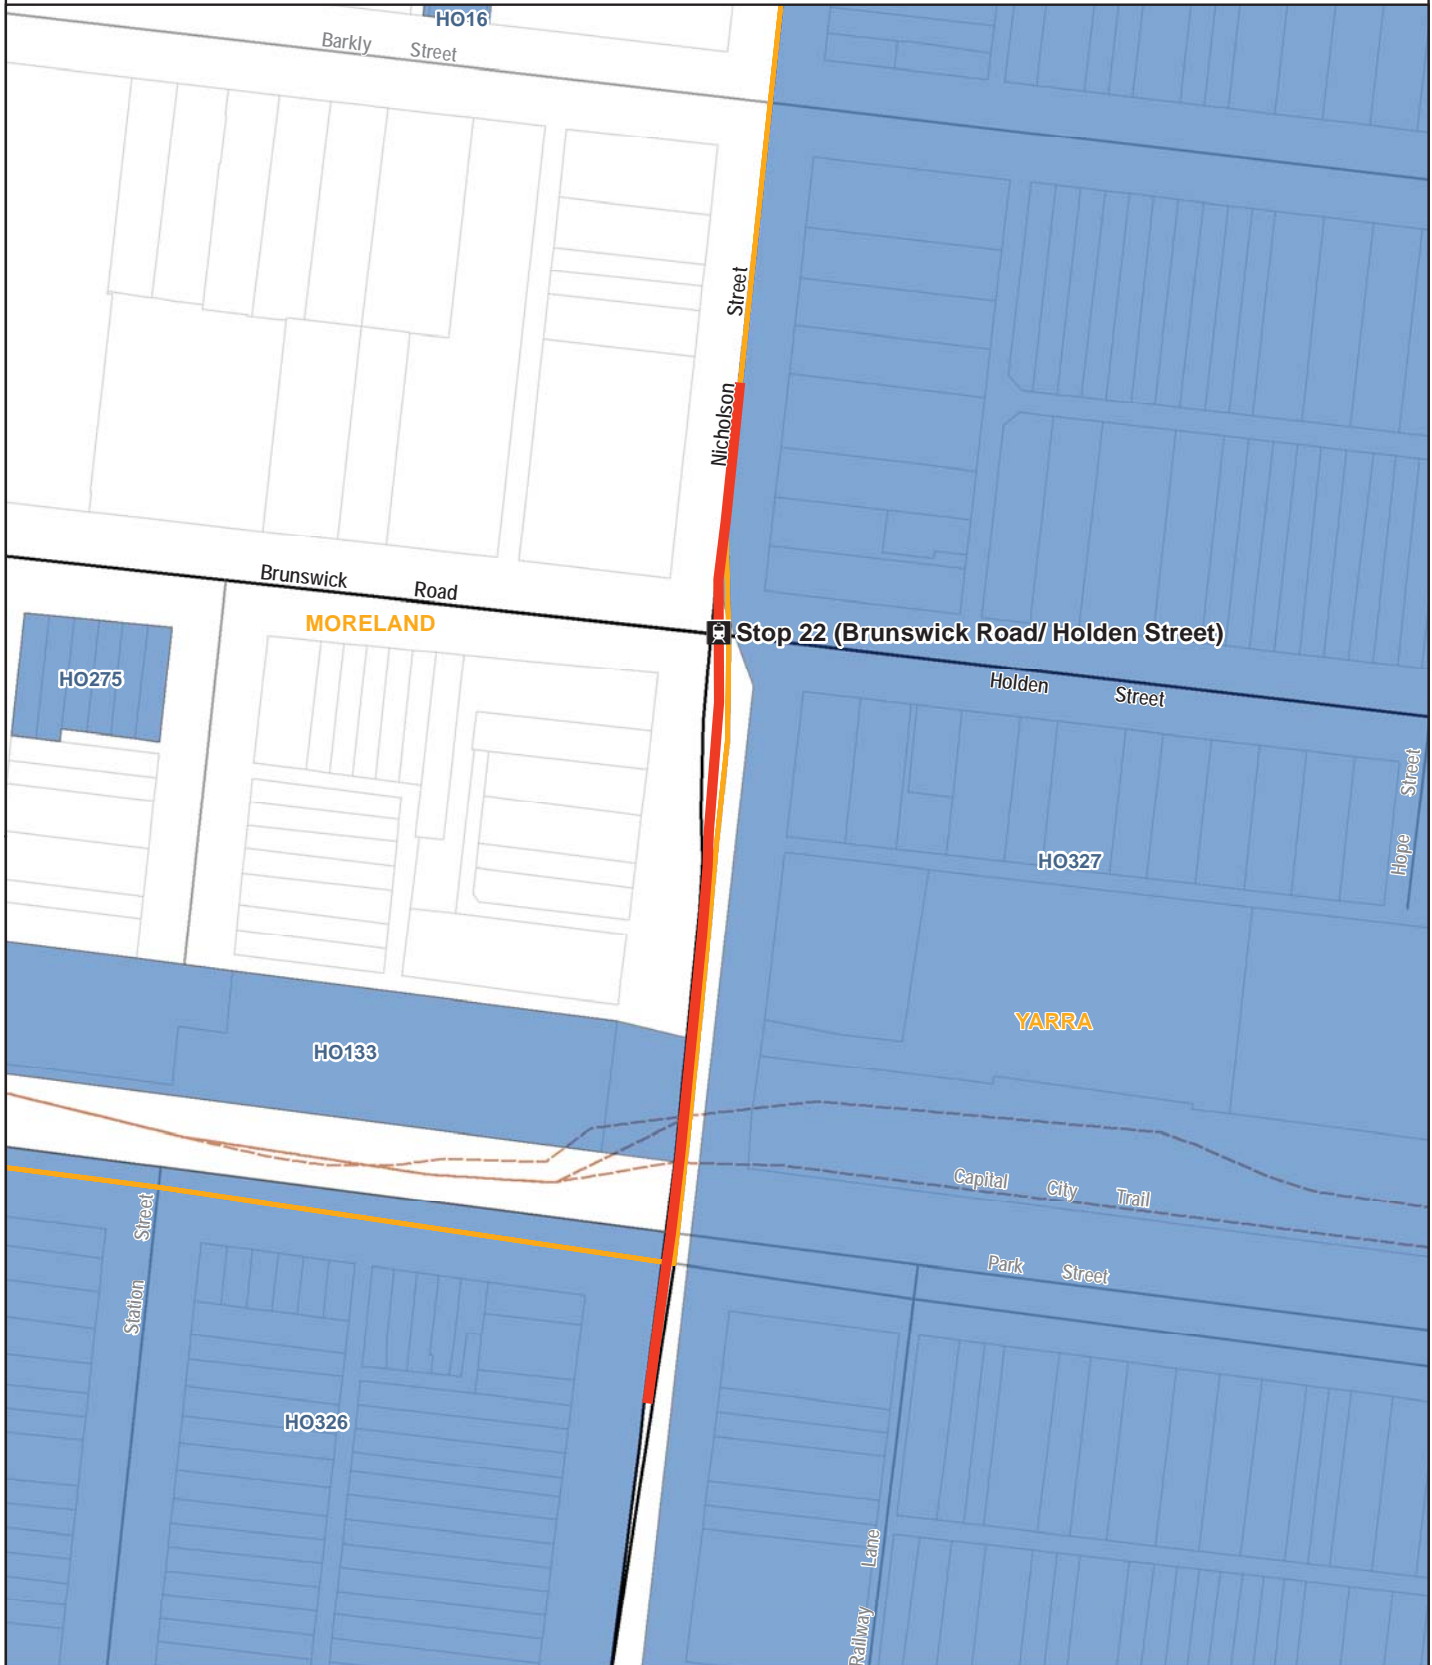 HO16
Barkly Street
Nicholson Street
Brunswick Road
MORELAND
Stop 22 (Brunswick Road/ Holden Street)
HO275
Holden Street
Hope Street
HO327
YARRA
HO133
Capital City Trail
Station Street
Park Street
HO326
Railway Lane